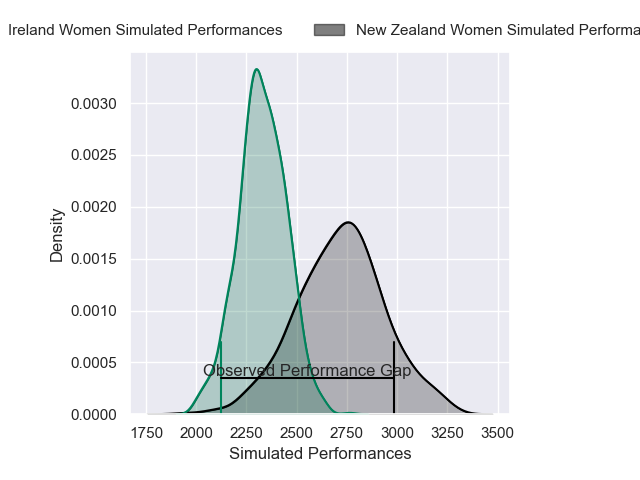 Ireland Women Simulated Performances
New Zealand Women Simulated Performa
0.0030
0.0025
0.0020
0.0015
0.0010
0.0005
0.0000
Density
Observed Performance Gap
1750 2000 2250 2500 2750 3000 3250 3500
Simulated Performances